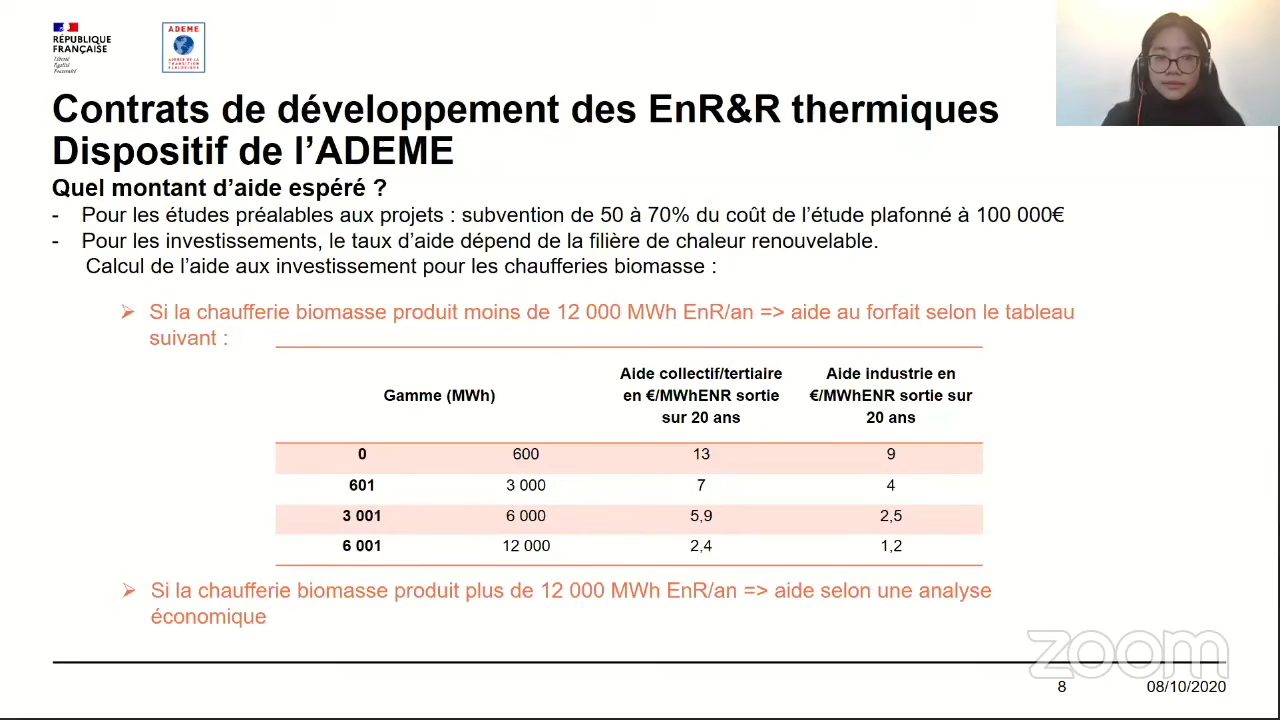 RÉPUBLIQUE
FRANÇAISE
Liberté
Égalité
Fraternité
ADEME
AGENCE DE LA
TRANSITION
ÉCOLOGIQUE
Contrats de développement des EnR&R thermiques
Dispositif de l’ADEME
Quel montant d’aide espéré ?
- Pour les études préalables aux projets : subvention de 50 à 70% du coût de l’étude plafonné à 100 000€
- Pour les investissements, le taux d’aide dépend de la filière de chaleur renouvelable.
Calcul de l’aide aux investissement pour les chaufferies biomasse :
➢ Si la chaufferie biomasse produit moins de 12 000 MWh EnR/an => aide au forfait selon le tableau
suivant :
Gamme (MWh)
Aide collectif/tertiaire
en €/MWhENR sortie
sur 20 ans
Aide industrie en
€/MWhENR sortie sur
20 ans
0 600 13 9
601 3 000 7 4
3 001 6 000 5,9 2,5
6 001 12 000 2,4 1,2
➢ Si la chaufferie biomasse produit plus de 12 000 MWh EnR/an => aide selon une analyse
économique
zoom
8 08/10/2020